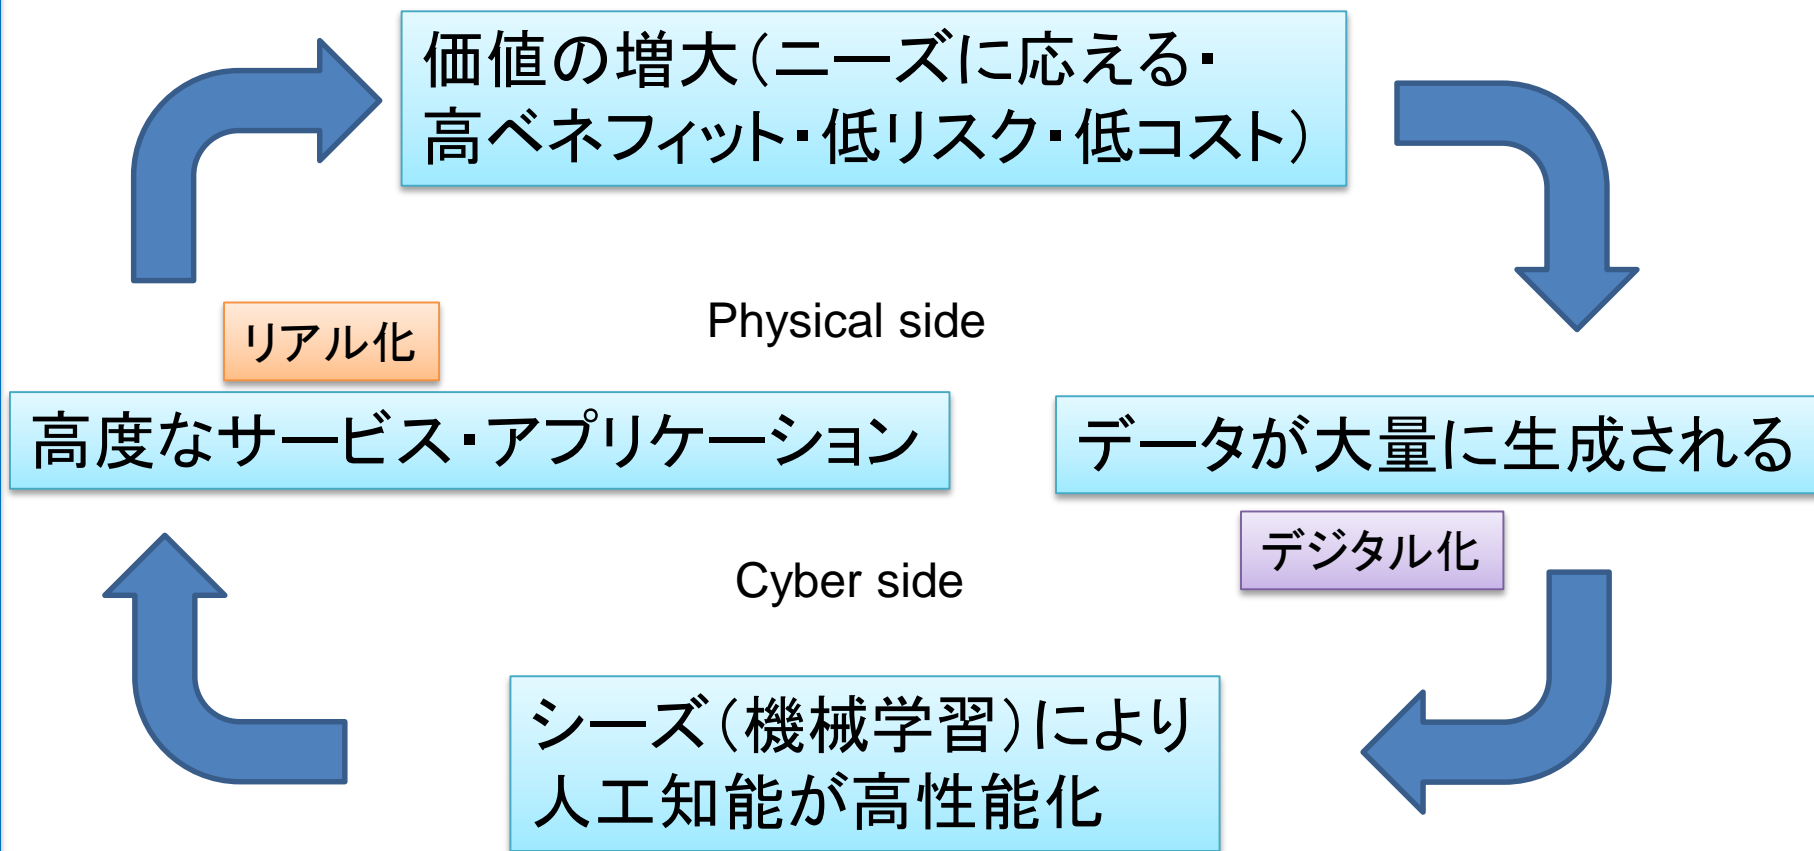 価値の増大（ニーズに応える・
高ベネフィット・低リスク・低コスト）
Physical side
リアル化
高度なサービス・アプリケーション
データが大量に生成される
デジタル化
Cyber side
シーズ（機械学習）により
人工知能が高性能化